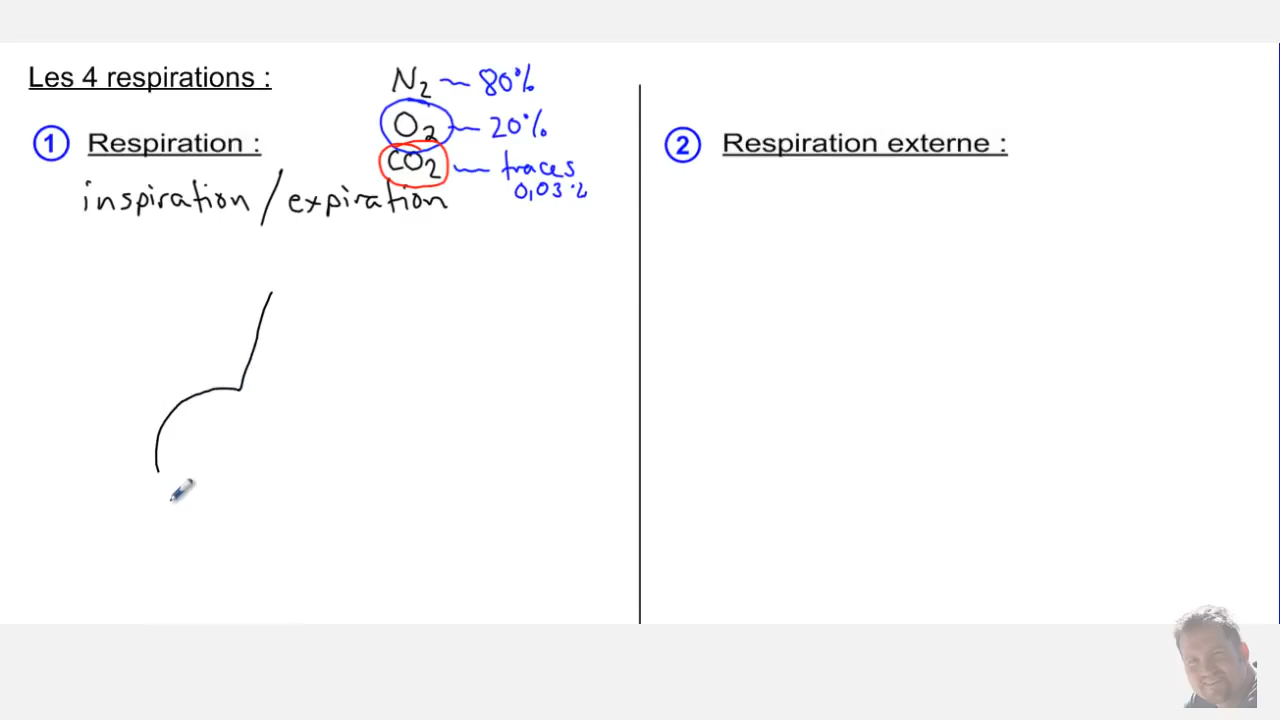 Les 4 respirations :
N2 ~ 80%
O2 ~ 20%
1 Respiration :
CO2 ~ traces
0,03 %
inspiration / expiration
2 Respiration externe :